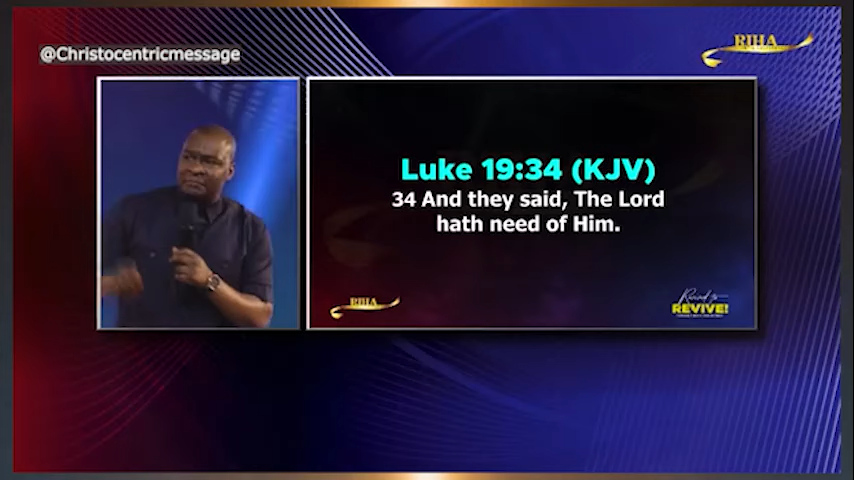 @Christocentricmessage
RIHA
Luke 19:34 (KJV)
34 And they said, The Lord
hath need of Him.
RIHA
REVIVE!